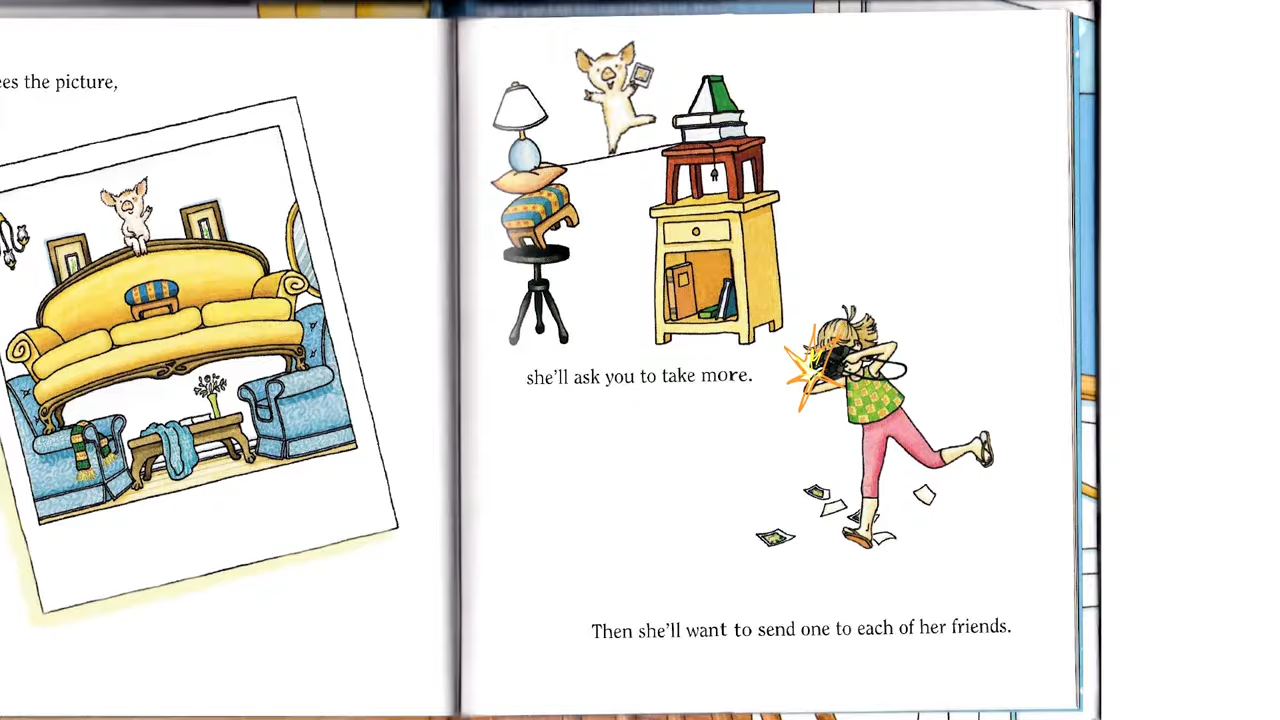 the picture,
she'll ask you to take more.
Then she'll want to send one to each of her friends.